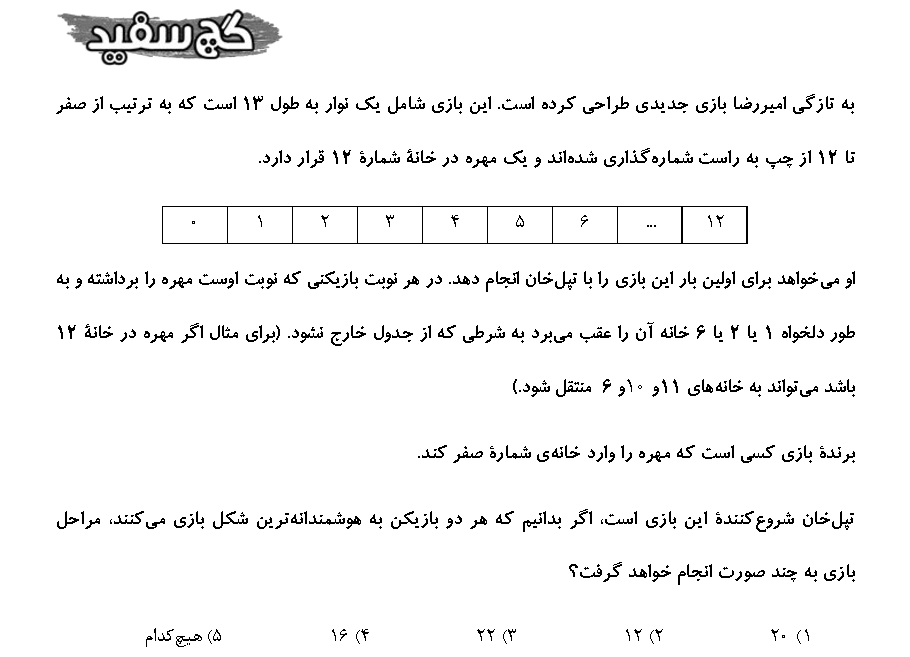 گچ سفید
به تازگی امیررضا بازی جدیدی طراحی کرده است. این بازی شامل یک نوار به طول ۱۳ است که به ترتیب از صفر
تا ۱۲ از چپ به راست شماره‌گذاری شده‌اند و یک مهره در خانۀ شمارۀ ۱۲ قرار دارد.
۰ ۱ ۲ ۳ ۴ ۵ ۶ ... ۱۲
او می‌خواهد برای اولین بار این بازی را با تپل‌خان انجام دهد. در هر نوبت بازیکنی که نوبت اوست مهره را برداشته و به
طور دلخواه ۱ یا ۲ یا ۶ خانه آن را عقب می‌برد به شرطی که از جدول خارج نشود. (برای مثال اگر مهره در خانۀ ۱۲
باشد می‌تواند به خانه‌های ۱۱و ۱۰و ۶ منتقل شود.)
برندۀ بازی کسی است که مهره را وارد خانه‌ی شمارۀ صفر کند.
تپل‌خان شروع‌کنندۀ این بازی است، اگر بدانیم که هر دو بازیکن به هوشمندانه‌ترین شکل بازی می‌کنند، مراحل
بازی به چند صورت انجام خواهد گرفت؟
۱) ۲۰ ۲) ۱۲ ۳) ۲۲ ۴) ۱۶ ۵) هیچ‌کدام